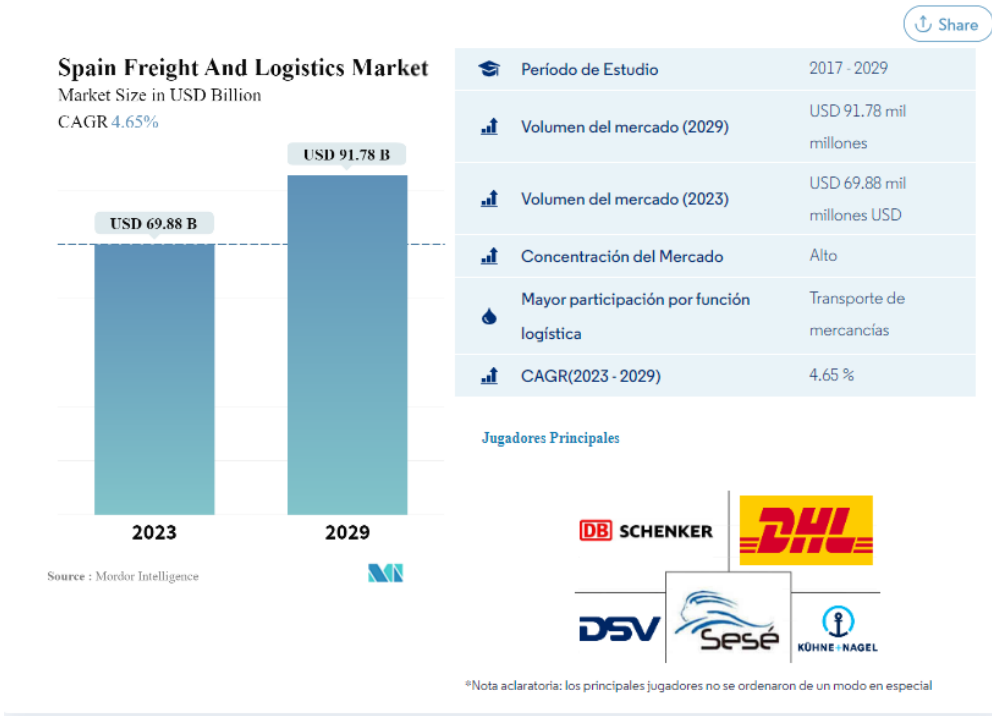 Share
Spain Freight And Logistics Market
Market Size in USD Billion
CAGR 4.65%
USD 91.78 B
USD 69.88 B
2023
2029
Source : Mordor Intelligence
Período de Estudio
2017 - 2029
Volumen del mercado (2029)
USD 91.78 mil
millones
Volumen del mercado (2023)
USD 69.88 mil
millones USD
Concentración del Mercado
Alto
Mayor participación por función
logística
Transporte de
mercancías
CAGR(2023 - 2029)
4.65 %
Jugadores Principales
DB SCHENKER
DHL
DSV
Sesé
KÜHNE+NAGEL
*Nota aclaratoria: los principales jugadores no se ordenaron de un modo en especial